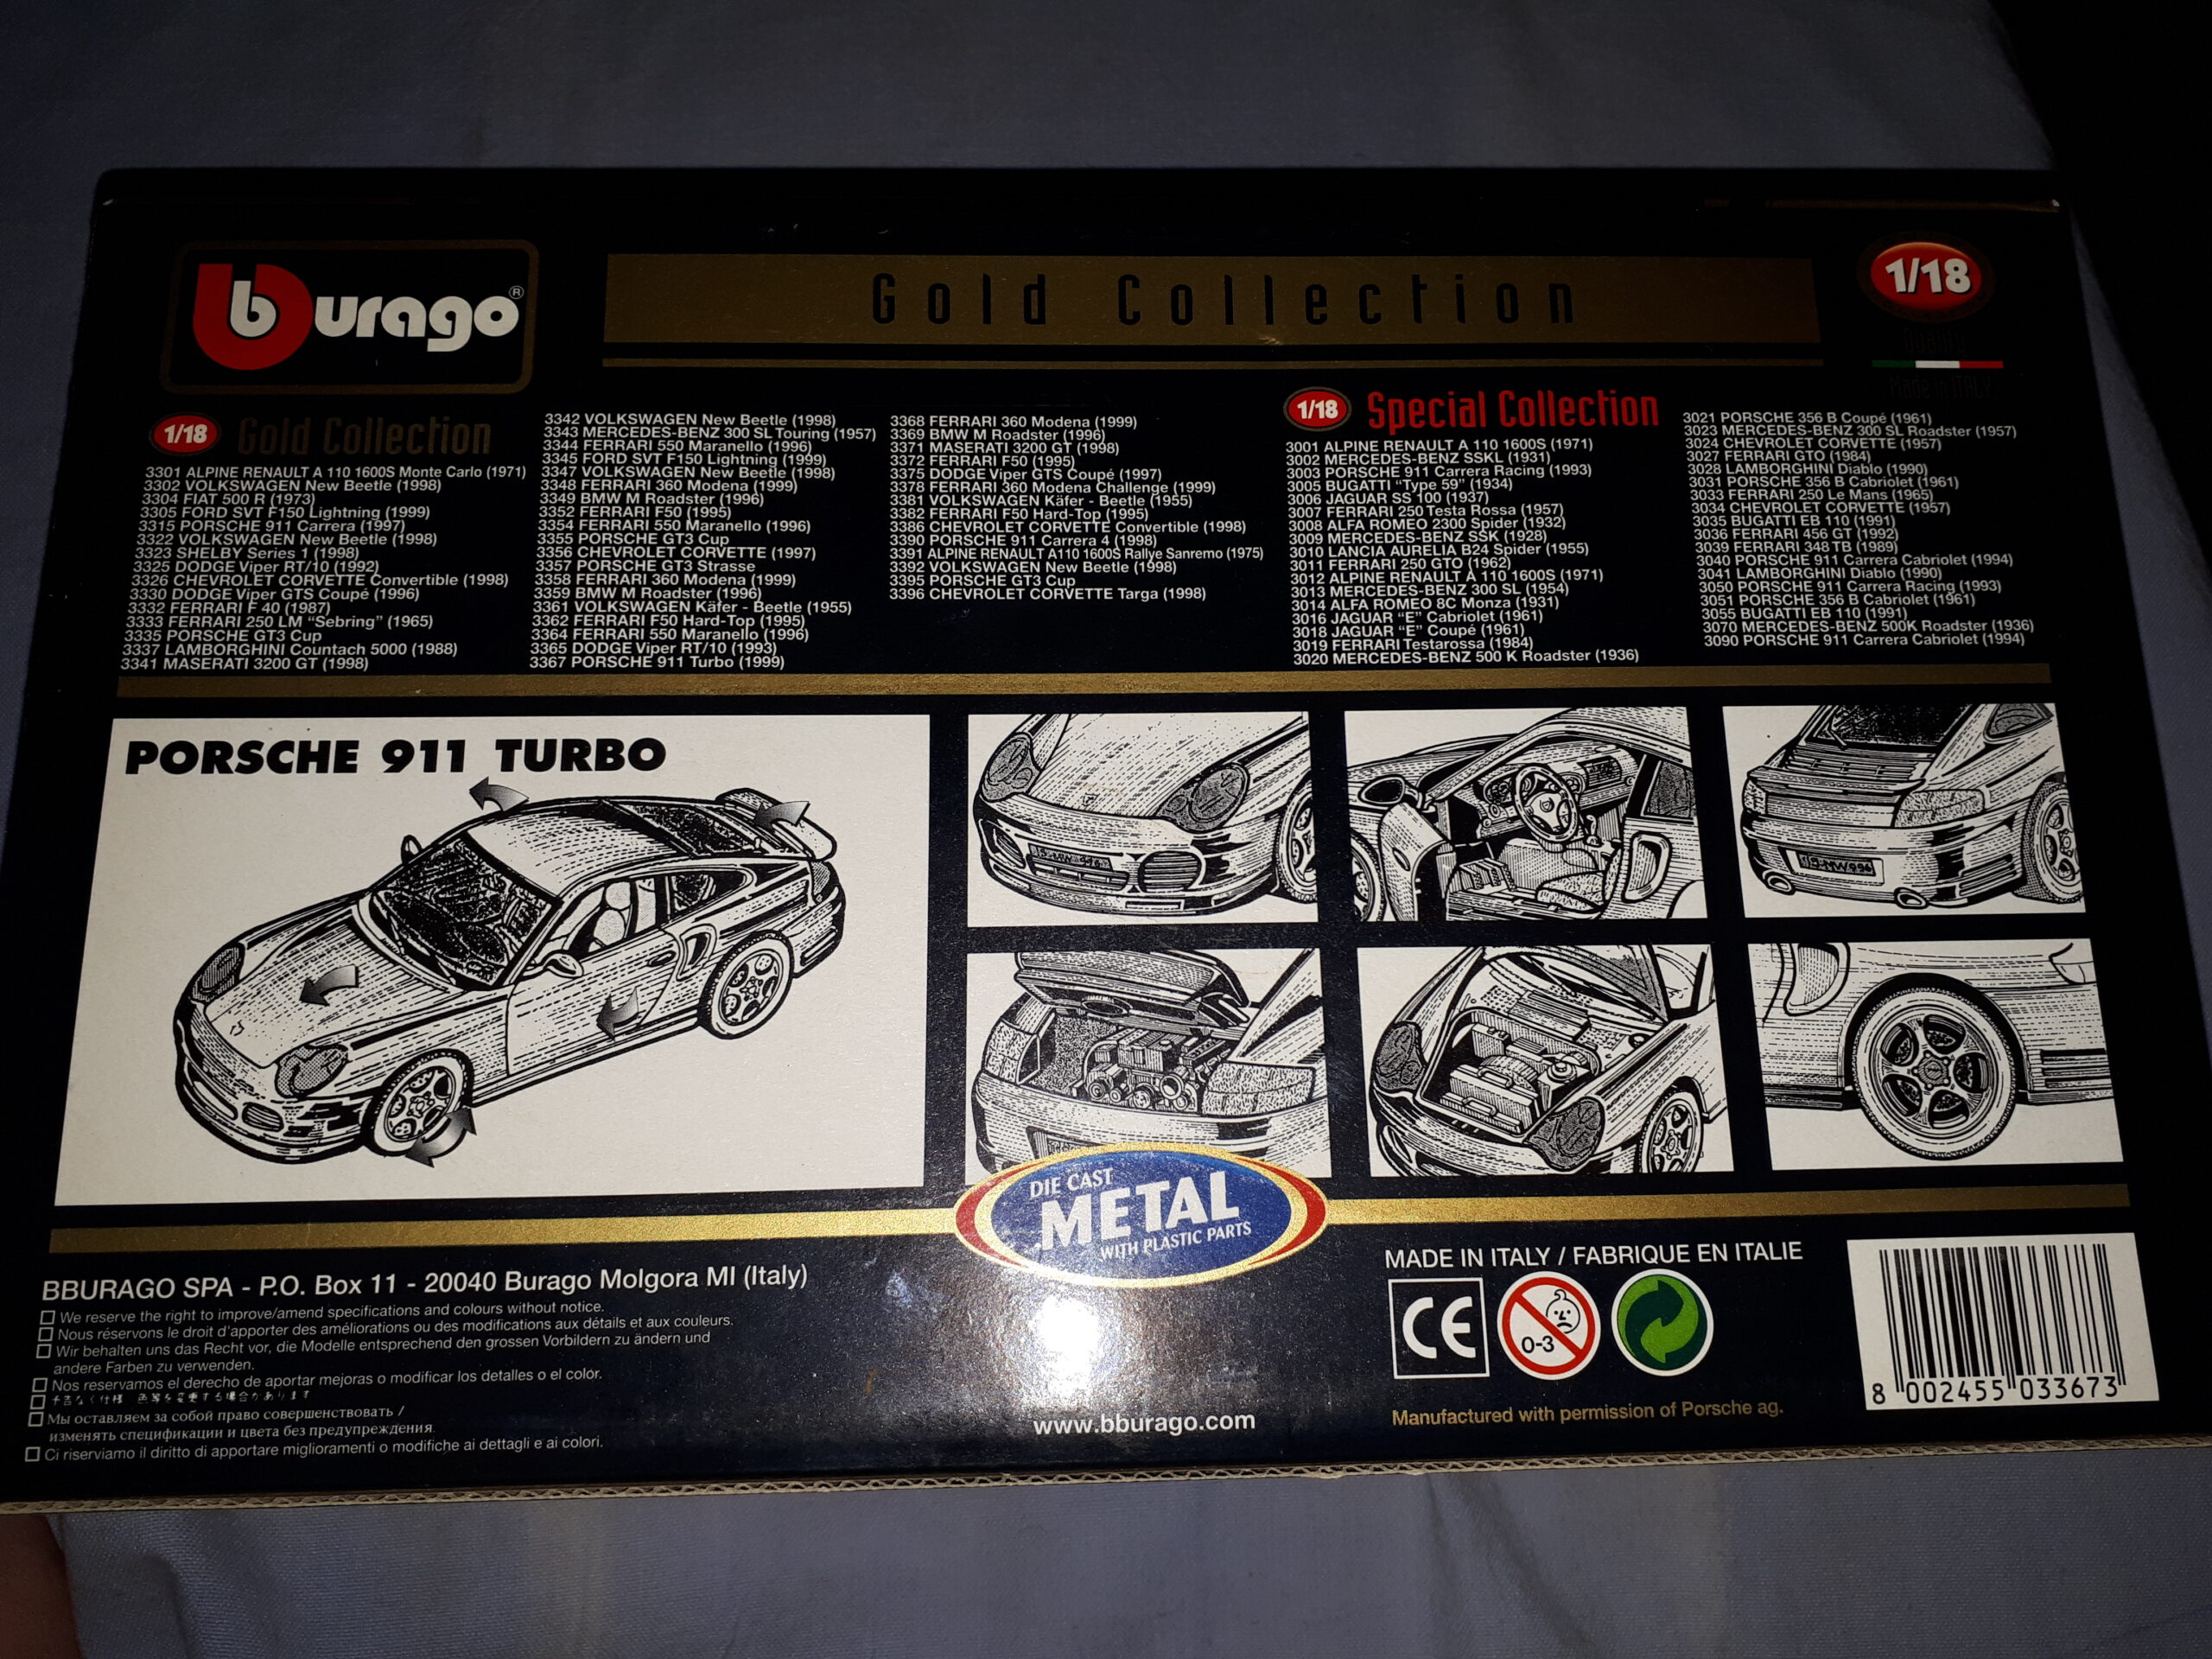 burago®
Gold Collection
1/18
Quality
Made in ITALY
1/18 Gold Collection
3301 ALPINE RENAULT A 110 1600S Monte Carlo (1971)
3302 VOLKSWAGEN New Beetle (1998)
3304 FIAT 500 R (1973)
3305 FORD SVT F150 Lightning (1999)
3315 PORSCHE 911 Carrera (1997)
3322 VOLKSWAGEN New Beetle (1998)
3323 SHELBY Series 1 (1998)
3325 DODGE Viper RT/10 (1992)
3326 CHEVROLET CORVETTE Convertible (1998)
3330 DODGE Viper GTS Coupé (1996)
3332 FERRARI F 40 (1987)
3333 FERRARI 250 LM "Sebring" (1965)
3335 PORSCHE GT3 Cup
3337 LAMBORGHINI Countach 5000 (1988)
3341 MASERATI 3200 GT (1998)
3342 VOLKSWAGEN New Beetle (1998)
3343 MERCEDES-BENZ 300 SL Touring (1957)
3344 FERRARI 550 Maranello (1996)
3345 FORD SVT F150 Lightning (1999)
3347 VOLKSWAGEN New Beetle (1998)
3348 FERRARI 360 Modena (1999)
3349 BMW M Roadster (1996)
3352 FERRARI F50 (1995)
3354 FERRARI 550 Maranello (1996)
3355 PORSCHE GT3 Cup
3356 CHEVROLET CORVETTE (1997)
3357 PORSCHE GT3 Strasse
3358 FERRARI 360 Modena (1999)
3359 BMW M Roadster (1996)
3361 VOLKSWAGEN Käfer - Beetle (1955)
3362 FERRARI F50 Hard-Top (1995)
3364 FERRARI 550 Maranello (1996)
3365 DODGE Viper RT/10 (1993)
3367 PORSCHE 911 Turbo (1999)
3368 FERRARI 360 Modena (1999)
3369 BMW M Roadster (1996)
3371 MASERATI 3200 GT (1998)
3372 FERRARI F50 (1995)
3375 DODGE Viper GTS Coupé (1997)
3378 FERRARI 360 Modena Challenge (1999)
3381 VOLKSWAGEN Käfer - Beetle (1955)
3382 FERRARI F50 Hard-Top (1995)
3386 CHEVROLET CORVETTE Convertible (1998)
3390 PORSCHE 911 Carrera 4 (1998)
3391 ALPINE RENAULT A110 1600S Rallye Sanremo (1975)
3392 VOLKSWAGEN New Beetle (1998)
3395 PORSCHE GT3 Cup
3396 CHEVROLET CORVETTE Targa (1998)
1/18 Special Collection
3001 ALPINE RENAULT A 110 1600S (1971)
3002 MERCEDES-BENZ SSKL (1931)
3003 PORSCHE 911 Carrera Racing (1993)
3005 BUGATTI "Type 59" (1934)
3006 JAGUAR SS 100 (1937)
3007 FERRARI 250 Testa Rossa (1957)
3008 ALFA ROMEO 2300 Spider (1932)
3009 MERCEDES-BENZ SSK (1928)
3010 LANCIA AURELIA B24 Spider (1955)
3011 FERRARI 250 GTO (1962)
3012 ALPINE RENAULT A 110 1600S (1971)
3013 MERCEDES-BENZ 300 SL (1954)
3014 ALFA ROMEO 8C Monza (1931)
3016 JAGUAR "E" Cabriolet (1961)
3018 JAGUAR "E" Coupé (1961)
3019 FERRARI Testarossa (1984)
3020 MERCEDES-BENZ 500 K Roadster (1936)
3021 PORSCHE 356 B Coupé (1961)
3023 MERCEDES-BENZ 300 SL Roadster (1957)
3024 CHEVROLET CORVETTE (1957)
3027 FERRARI GTO (1984)
3028 LAMBORGHINI Diablo (1990)
3031 PORSCHE 356 B Cabriolet (1961)
3033 FERRARI 250 Le Mans (1965)
3034 CHEVROLET CORVETTE (1957)
3035 BUGATTI EB 110 (1991)
3036 FERRARI 456 GT (1992)
3039 FERRARI 348 TB (1989)
3040 PORSCHE 911 Carrera Cabriolet (1994)
3041 LAMBORGHINI Diablo (1990)
3050 PORSCHE 911 Carrera Racing (1993)
3051 PORSCHE 356 B Cabriolet (1961)
3055 BUGATTI EB 110 (1991)
3070 MERCEDES-BENZ 500K Roadster (1936)
3090 PORSCHE 911 Carrera Cabriolet (1994)
PORSCHE 911 TURBO
DIE CAST
METAL
WITH PLASTIC PARTS
BBURAGO SPA - P.O. Box 11 - 20040 Burago Molgora MI (Italy)
We reserve the right to improve/amend specifications and colours without notice.
Nous réservons le droit d'apporter des améliorations ou des modifications aux détails et aux couleurs.
Wir behalten uns das Recht vor, die Modelle entsprechend den grossen Vorbildern zu ändern und
andere Farben zu verwenden.
Nos reservamos el derecho de aportar mejoras o modificar los detalles o el color.
予告なく仕様 色等を変更する場合があります
Мы оставляем за собой право совершенствовать /
изменять спецификации и цвета без предупреждения.
Ci riserviamo il diritto di apportare miglioramenti o modifiche ai dettagli e ai colori.
www.bburago.com
MADE IN ITALY / FABRIQUE EN ITALIE
CE
0-3
Manufactured with permission of Porsche ag.
8 002455 033673